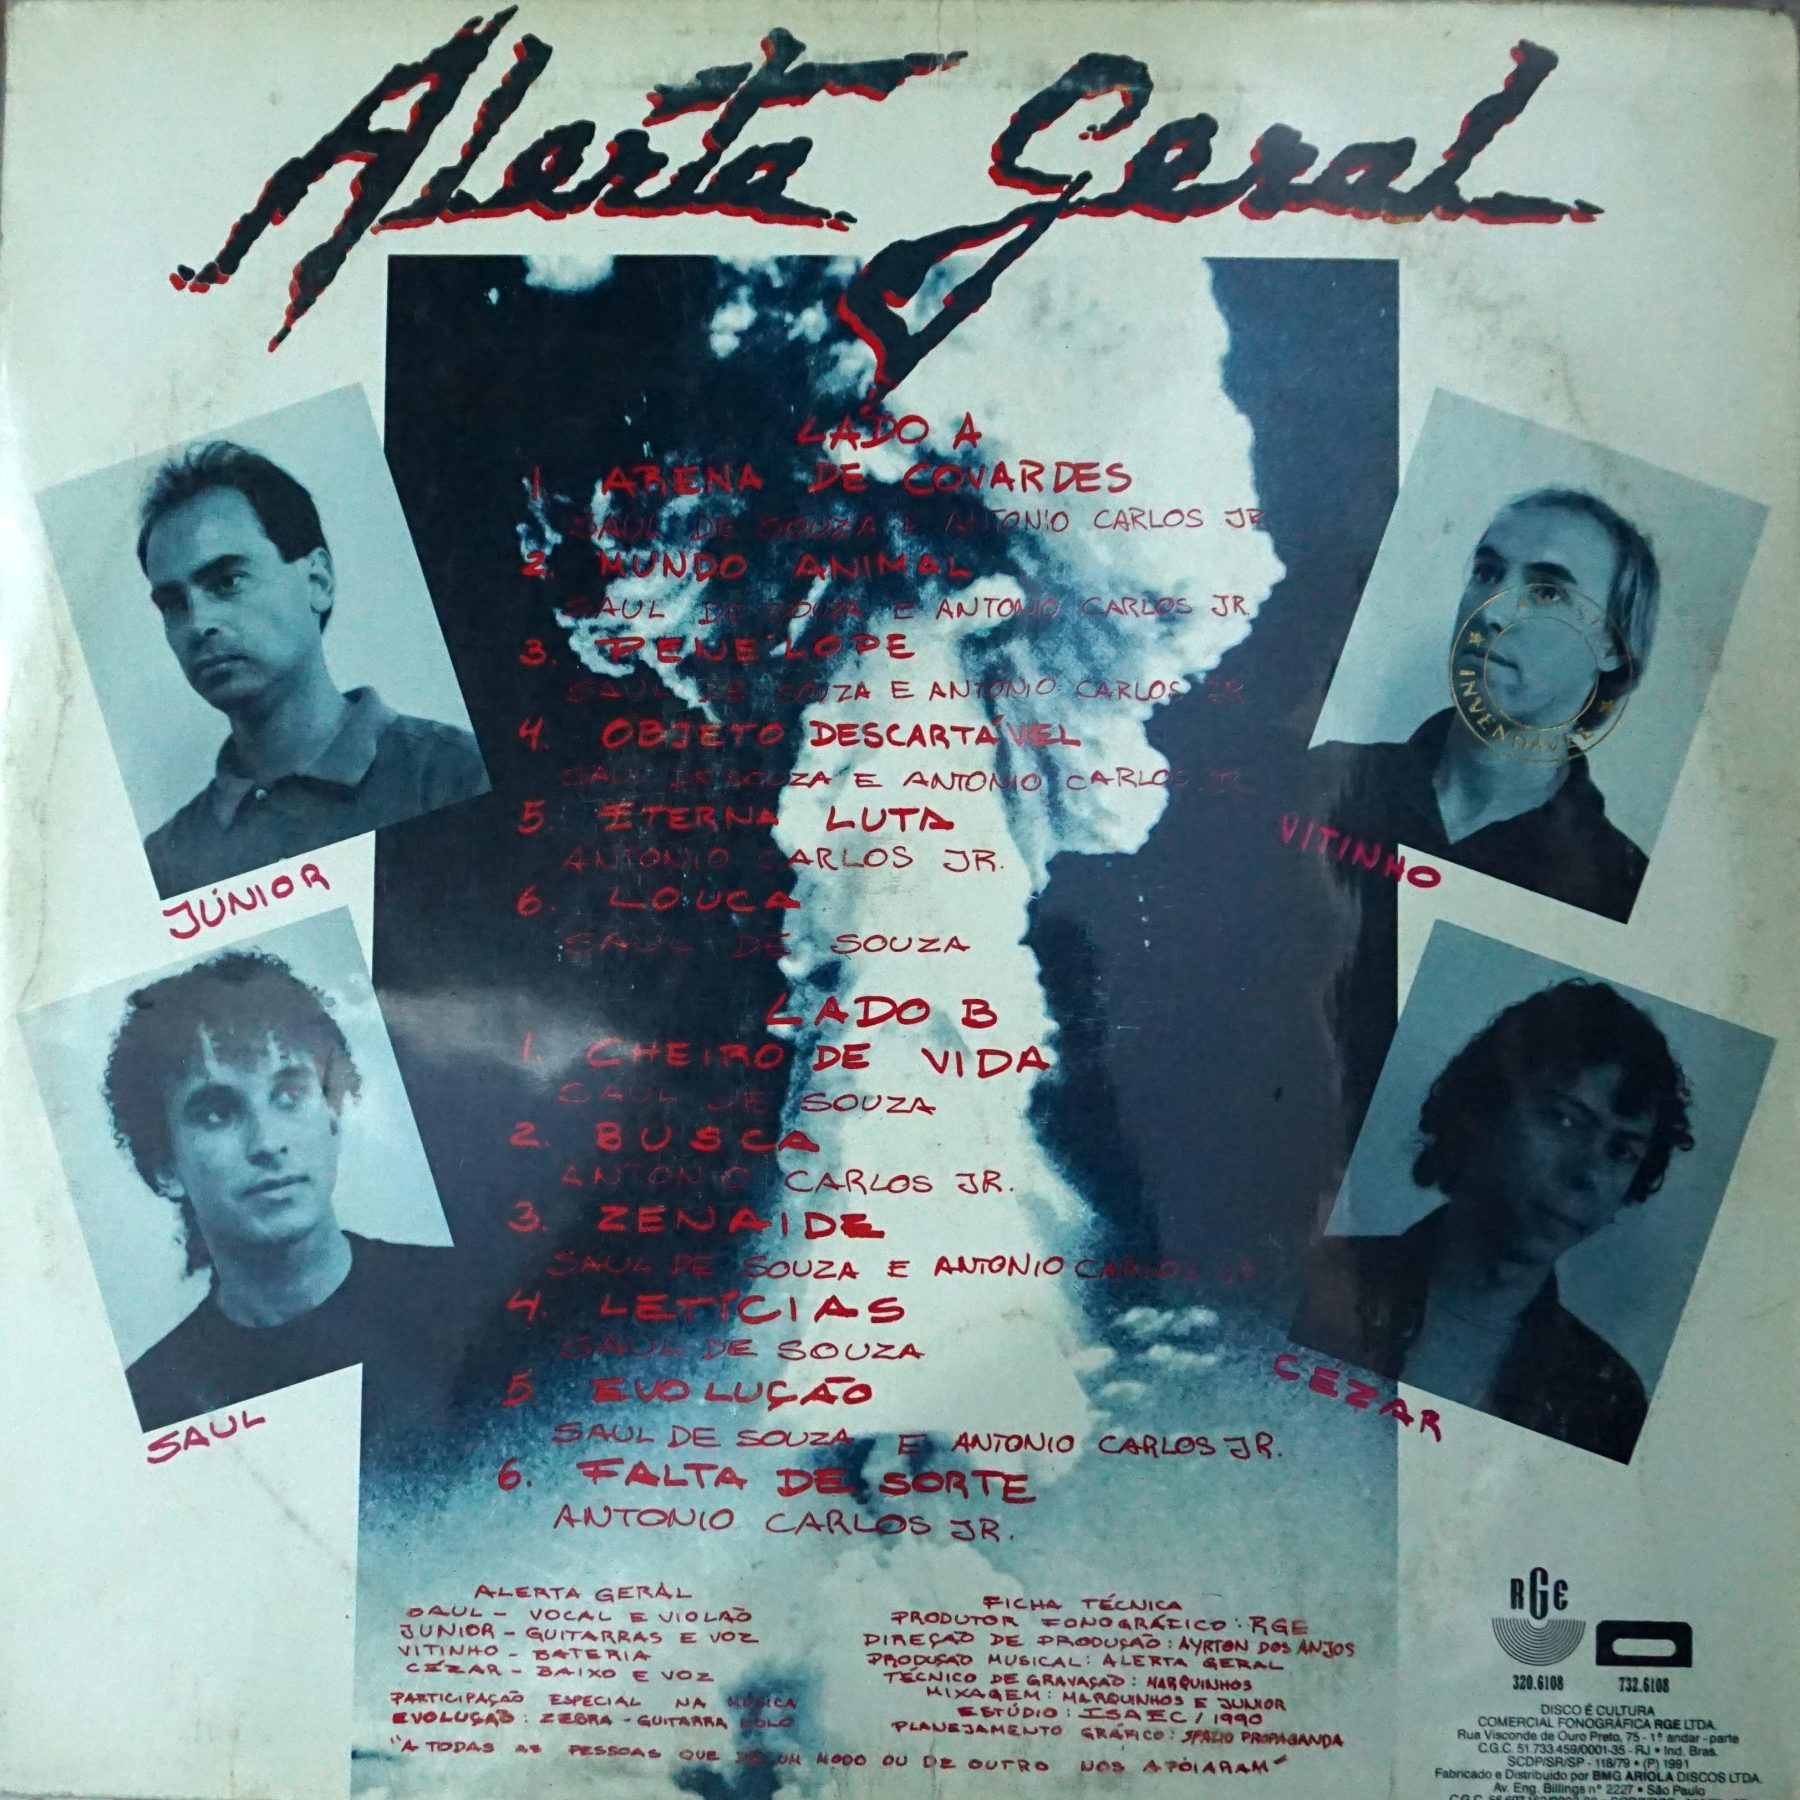 Alerta Geral
LADO A
1. ARENA DE COVARDES
SAUL DE SOUZA E ANTONIO CARLOS JR.
2. MUNDO ANIMAL
SAUL DE SOUZA E ANTONIO CARLOS JR.
3. PENÉLOPE
SAUL DE SOUZA E ANTONIO CARLOS JR.
4. OBJETO DESCARTÁVEL
SAUL DE SOUZA E ANTONIO CARLOS JR.
5. ETERNA LUTA
ANTONIO CARLOS JR.
6. LOUCA
SAUL DE SOUZA
LADO B
1. CHEIRO DE VIDA
SAUL DE SOUZA
2. BUSCA
ANTONIO CARLOS JR.
3. ZENAIDE
SAUL DE SOUZA E ANTONIO CARLOS JR
4. LETÍCIAS
SAUL DE SOUZA
5. EVOLUÇÃO
SAUL DE SOUZA E ANTONIO CARLOS JR.
6. FALTA DE SORTE
ANTONIO CARLOS JR.
JÚNIOR
SAUL
VITINHO
CÉZAR
INVENDÁVEL
ALERTA GERAL
SAUL - VOCAL E VIOLÃO
JUNIOR - GUITARRAS E VOZ
VITINHO - BATERIA
CÉZAR - BAIXO E VOZ
PARTICIPAÇÃO ESPECIAL NA MÚSICA
EVOLUÇÃO: ZEBRA - GUITARRA SOLO
"A TODAS AS PESSOAS QUE DE UM MODO OU DE OUTRO NOS APÓIARAM"
FICHA TÉCNICA
PRODUTOR FONOGRÁFICO: RGE
DIREÇÃO DE PRODUÇÃO: AYRTON DOS ANJOS
PRODUÇÃO MUSICAL: ALERTA GERAL
TÉCNICO DE GRAVAÇÃO: MARQUINHOS
MIXAGEM: MARQUINHOS E JUNIOR
ESTÚDIO: ISAEC/1990
PLANEJAMENTO GRÁFICO: SPAZIO PROPAGANDA
RGE
320.6108 732.6108
DISCO É CULTURA
COMERCIAL FONOGRÁFICA RGE LTDA.
Rua Visconde de Ouro Preto, 75 - 1º andar - parte
C.G.C. 51.733.459/0001-35 - RJ • Ind. Bras.
SCDP/SR/SP - 118/79 • (P) 1991
Fabricado e Distribuído por BMG ARIOLA DISCOS LTDA.
Av. Eng. Billings nº 2227 • São Paulo